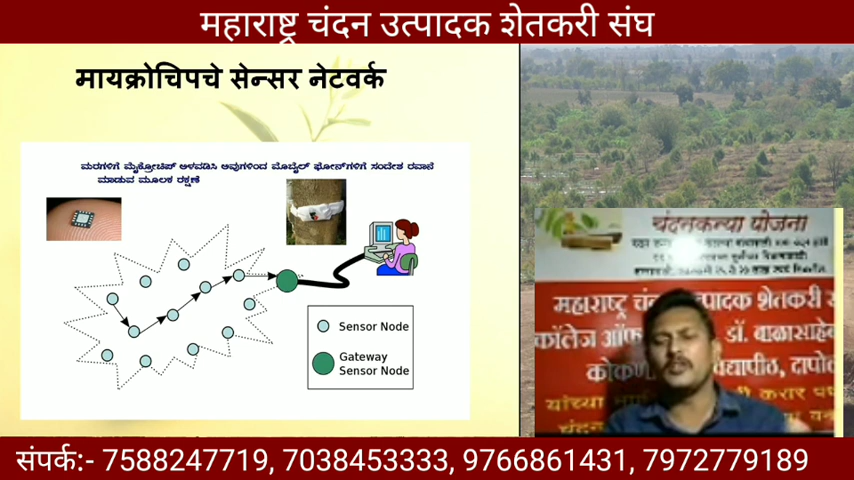 महाराष्ट्र चंदन उत्पादक शेतकरी संघ
मायक्रोचिपचे सेन्सर नेटवर्क
ಮರಗಳಿಗೆ ಮೈಕ್ರೋಚಿಪ್ ಅಳವಡಿಸಿ ಅವುಗಳಿಂದ ಮೊಬೈಲ್ ಫೋನ್‌ಗಳಿಗೆ ಸಂದೇಶ ರವಾನೆ
ಮಾಡುವ ಮೂಲಕ ರಕ್ಷಣೆ
Sensor Node
Gateway
Sensor Node
चंदनकन्या योजना
महाराष्ट्र उत्पादक शेतकरी
कॉलेज ऑफ डॉ. बाळासाहेब
कोकण विद्यापीठ, दापो
यांच्या करार
संपर्क:- 7588247719, 7038453333, 9766861431, 7972779189